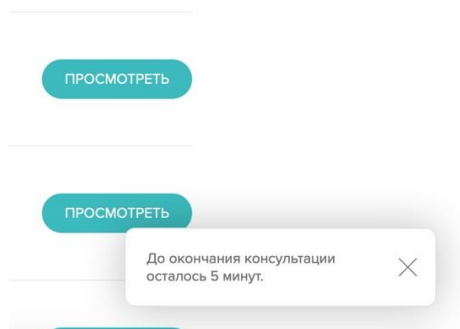 ПРОСМОТРЕТЬ
ПРОСМОТРЕТЬ
До окончания консультации
осталось 5 минут.